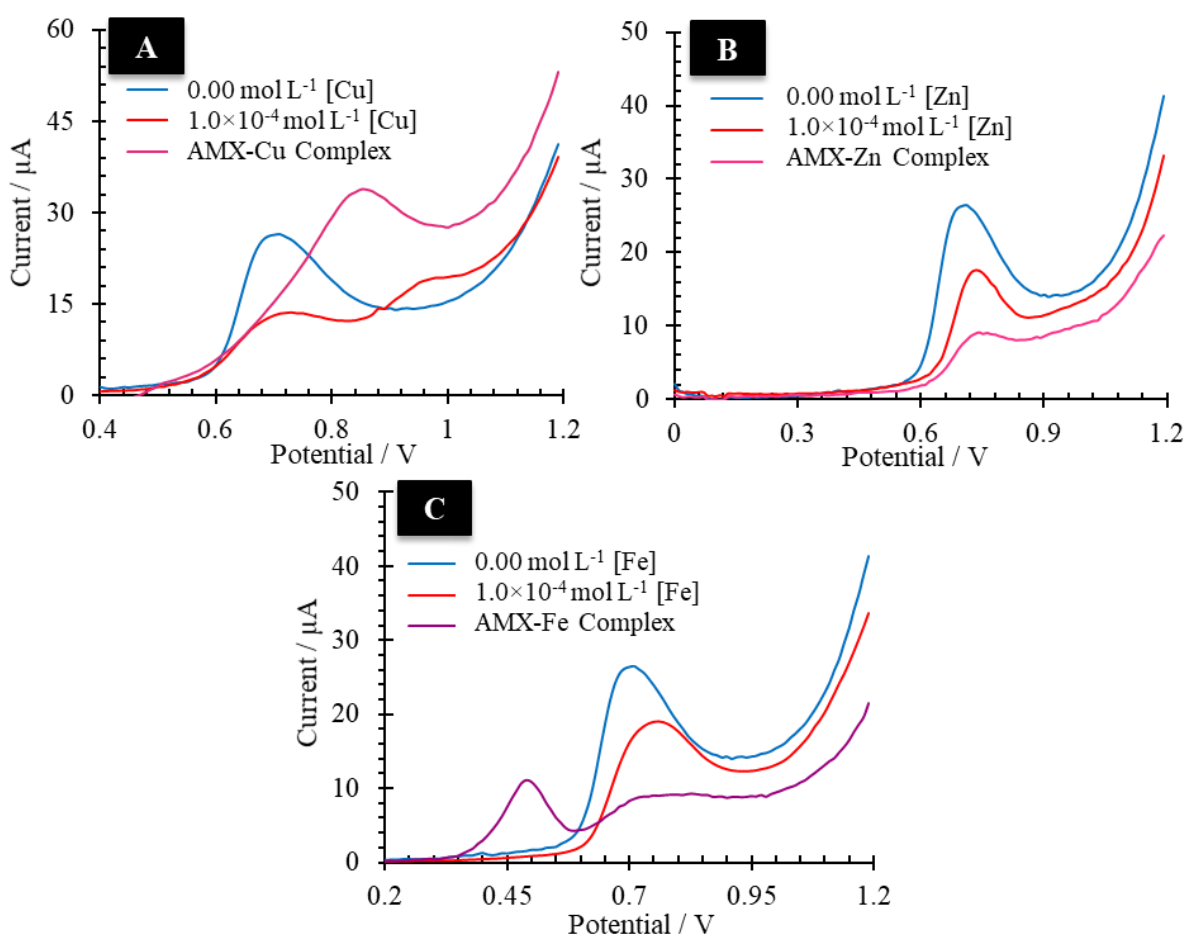 A
60
45
30
15
0
Current / µA
0.00 mol L⁻¹ [Cu]
1.0×10⁻⁴ mol L⁻¹ [Cu]
AMX-Cu Complex
0.4
0.6
0.8
1
1.2
Potential / V
B
50
40
30
20
10
0
Current / µA
0.00 mol L⁻¹ [Zn]
1.0×10⁻⁴ mol L⁻¹ [Zn]
AMX-Zn Complex
0
0.3
0.6
0.9
1.2
Potential / V
C
50
40
30
20
10
0
Current / µA
0.00 mol L⁻¹ [Fe]
1.0×10⁻⁴ mol L⁻¹ [Fe]
AMX-Fe Complex
0.2
0.45
0.7
0.95
1.2
Potential / V